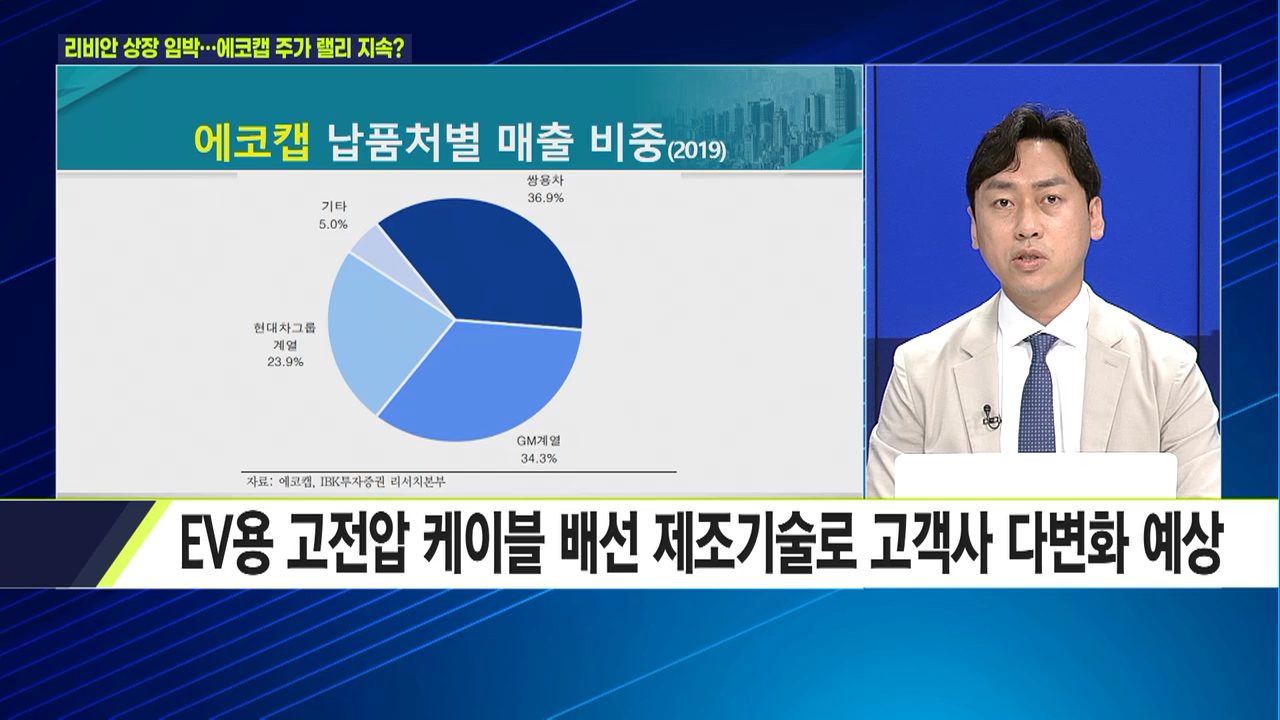 리비안 상장 임박…에코캡 주가 랠리 지속?
에코캡 납품처별 매출 비중(2019)
쌍용차
36.9%
기타
5.0%
현대차그룹
계열
23.9%
GM계열
34.3%
자료: 에코캡, IBK투자증권 리서치본부
EV용 고전압 케이블 배선 제조기술로 고객사 다변화 예상